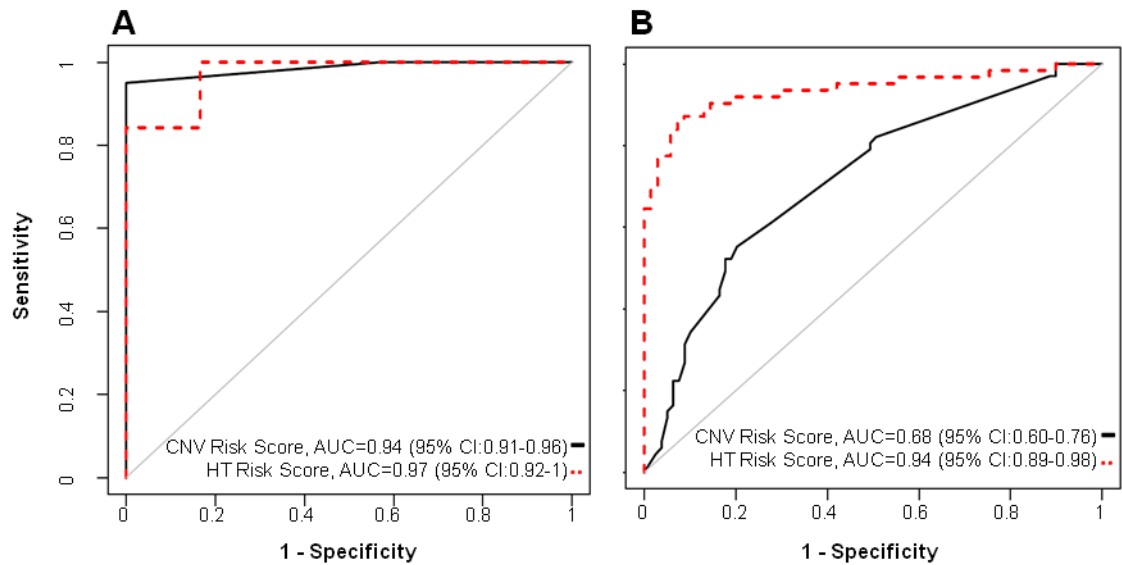 A
B
Sensitivity
1
0.8
0.6
0.4
0.2
0
CNV Risk Score, AUC=0.94 (95% CI:0.91-0.96)
HT Risk Score, AUC=0.97 (95% CI:0.92-1)
0
0.2
0.4
0.6
0.8
1
1 - Specificity
CNV Risk Score, AUC=0.68 (95% CI:0.60-0.76)
HT Risk Score, AUC=0.94 (95% CI:0.89-0.98)
0
0.2
0.4
0.6
0.8
1
1 - Specificity